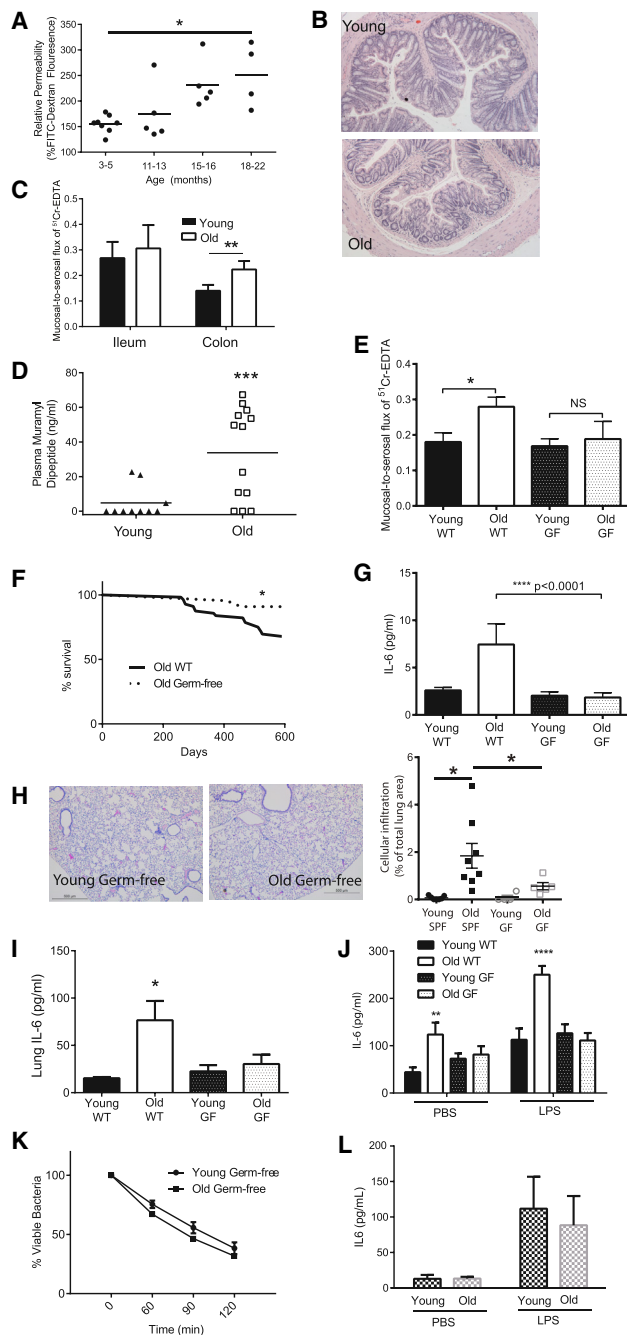 A
Relative Permeability
(%FITC-Dextran Flouresence)
350
300
250
200
150
100
*
3-5
11-13
15-16
18-22
Age (months)
B
Young
Old
C
Mucosal-to-serosal flux of ⁵¹Cr-EDTA
0.5
0.4
0.3
0.2
0.1
0.0
Young
Old
**
Ileum
Colon
D
Plasma Muramyl
Dipeptide (ng/ml)
80
60
40
20
0
***
Young
Old
E
Mucosal-to-serosal flux of ⁵¹Cr-EDTA
0.4
0.3
0.2
0.1
0.0
*
NS
Young
WT
Old
WT
Young
GF
Old
GF
F
% survival
100
50
0
*
Old WT
Old Germ-free
0
200
400
600
Days
G
IL-6 (pg/ml)
15
10
5
0
**** p<0.0001
Young
WT
Old
WT
Young
GF
Old
GF
H
Young Germ-free
Old Germ-free
Cellular infiltration
(% of total lung area)
6
4
2
0
*
*
Young
SPF
Old
SPF
Young
GF
Old
GF
I
Lung IL-6 (pg/ml)
150
100
50
0
*
Young
WT
Old
WT
Young
GF
Old
GF
J
Young WT
Old WT
Young GF
Old GF
IL-6 (pg/ml)
300
200
100
0
**
****
PBS
LPS
K
% Viable Bacteria
100
50
0
Young Germ-free
Old Germ-free
0
60
90
120
Time (min)
L
IL6 (pg/mL)
200
150
100
50
0
Young
Old
Young
Old
PBS
LPS